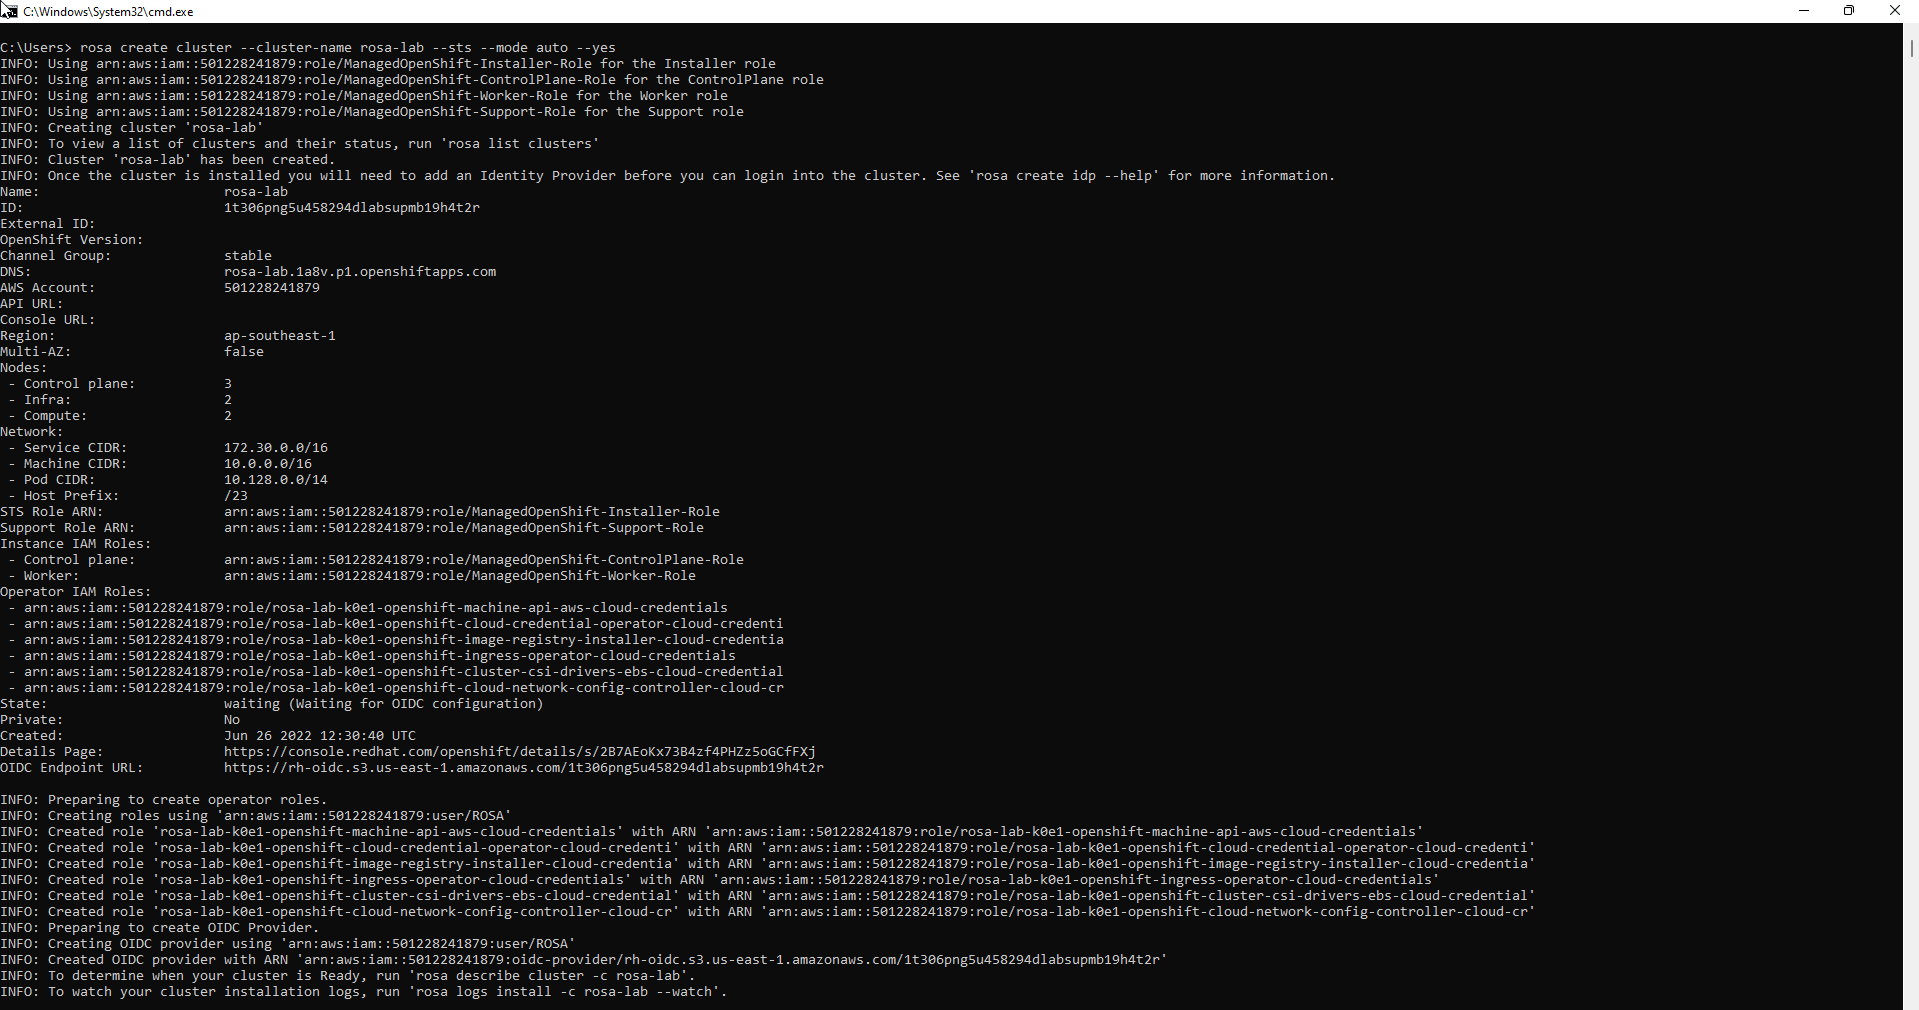 C:\Windows\System32\cmd.exe
C:\Users> rosa create cluster --cluster-name rosa-lab --sts --mode auto --yes
INFO: Using arn:aws:iam::501228241879:role/ManagedOpenShift-Installer-Role for the Installer role
INFO: Using arn:aws:iam::501228241879:role/ManagedOpenShift-ControlPlane-Role for the ControlPlane role
INFO: Using arn:aws:iam::501228241879:role/ManagedOpenShift-Worker-Role for the Worker role
INFO: Using arn:aws:iam::501228241879:role/ManagedOpenShift-Support-Role for the Support role
INFO: Creating cluster 'rosa-lab'
INFO: To view a list of clusters and their status, run 'rosa list clusters'
INFO: Cluster 'rosa-lab' has been created.
INFO: Once the cluster is installed you will need to add an Identity Provider before you can login into the cluster. See 'rosa create idp --help' for more information.
Name: rosa-lab
ID: 1t306png5u458294dlabsupmb19h4t2r
External ID:
OpenShift Version:
Channel Group: stable
DNS: rosa-lab.1a8v.p1.openshiftapps.com
AWS Account: 501228241879
API URL:
Console URL:
Region: ap-southeast-1
Multi-AZ: false
Nodes:
- Control plane: 3
- Infra: 2
- Compute: 2
Network:
- Service CIDR: 172.30.0.0/16
- Machine CIDR: 10.0.0.0/16
- Pod CIDR: 10.128.0.0/14
- Host Prefix: /23
STS Role ARN: arn:aws:iam::501228241879:role/ManagedOpenShift-Installer-Role
Support Role ARN: arn:aws:iam::501228241879:role/ManagedOpenShift-Support-Role
Instance IAM Roles:
- Control plane: arn:aws:iam::501228241879:role/ManagedOpenShift-ControlPlane-Role
- Worker: arn:aws:iam::501228241879:role/ManagedOpenShift-Worker-Role
Operator IAM Roles:
- arn:aws:iam::501228241879:role/rosa-lab-k0e1-openshift-machine-api-aws-cloud-credentials
- arn:aws:iam::501228241879:role/rosa-lab-k0e1-openshift-cloud-credential-operator-cloud-credenti
- arn:aws:iam::501228241879:role/rosa-lab-k0e1-openshift-image-registry-installer-cloud-credentia
- arn:aws:iam::501228241879:role/rosa-lab-k0e1-openshift-ingress-operator-cloud-credentials
- arn:aws:iam::501228241879:role/rosa-lab-k0e1-openshift-cluster-csi-drivers-ebs-cloud-credential
- arn:aws:iam::501228241879:role/rosa-lab-k0e1-openshift-cloud-network-config-controller-cloud-cr
State: waiting (Waiting for OIDC configuration)
Private: No
Created: Jun 26 2022 12:30:40 UTC
Details Page: https://console.redhat.com/openshift/details/s/2B7AEoKx73B4zf4PHZz5oGCfFXj
OIDC Endpoint URL: https://rh-oidc.s3.us-east-1.amazonaws.com/1t306png5u458294dlabsupmb19h4t2r
INFO: Preparing to create operator roles.
INFO: Creating roles using 'arn:aws:iam::501228241879:user/ROSA'
INFO: Created role 'rosa-lab-k0e1-openshift-machine-api-aws-cloud-credentials' with ARN 'arn:aws:iam::501228241879:role/rosa-lab-k0e1-openshift-machine-api-aws-cloud-credentials'
INFO: Created role 'rosa-lab-k0e1-openshift-cloud-credential-operator-cloud-credenti' with ARN 'arn:aws:iam::501228241879:role/rosa-lab-k0e1-openshift-cloud-credential-operator-cloud-credenti'
INFO: Created role 'rosa-lab-k0e1-openshift-image-registry-installer-cloud-credentia' with ARN 'arn:aws:iam::501228241879:role/rosa-lab-k0e1-openshift-image-registry-installer-cloud-credentia'
INFO: Created role 'rosa-lab-k0e1-openshift-ingress-operator-cloud-credentials' with ARN 'arn:aws:iam::501228241879:role/rosa-lab-k0e1-openshift-ingress-operator-cloud-credentials'
INFO: Created role 'rosa-lab-k0e1-openshift-cluster-csi-drivers-ebs-cloud-credential' with ARN 'arn:aws:iam::501228241879:role/rosa-lab-k0e1-openshift-cluster-csi-drivers-ebs-cloud-credential'
INFO: Created role 'rosa-lab-k0e1-openshift-cloud-network-config-controller-cloud-cr' with ARN 'arn:aws:iam::501228241879:role/rosa-lab-k0e1-openshift-cloud-network-config-controller-cloud-cr'
INFO: Preparing to create OIDC Provider.
INFO: Creating OIDC provider using 'arn:aws:iam::501228241879:user/ROSA'
INFO: Created OIDC provider with ARN 'arn:aws:iam::501228241879:oidc-provider/rh-oidc.s3.us-east-1.amazonaws.com/1t306png5u458294dlabsupmb19h4t2r'
INFO: To determine when your cluster is Ready, run 'rosa describe cluster -c rosa-lab'.
INFO: To watch your cluster installation logs, run 'rosa logs install -c rosa-lab --watch'.